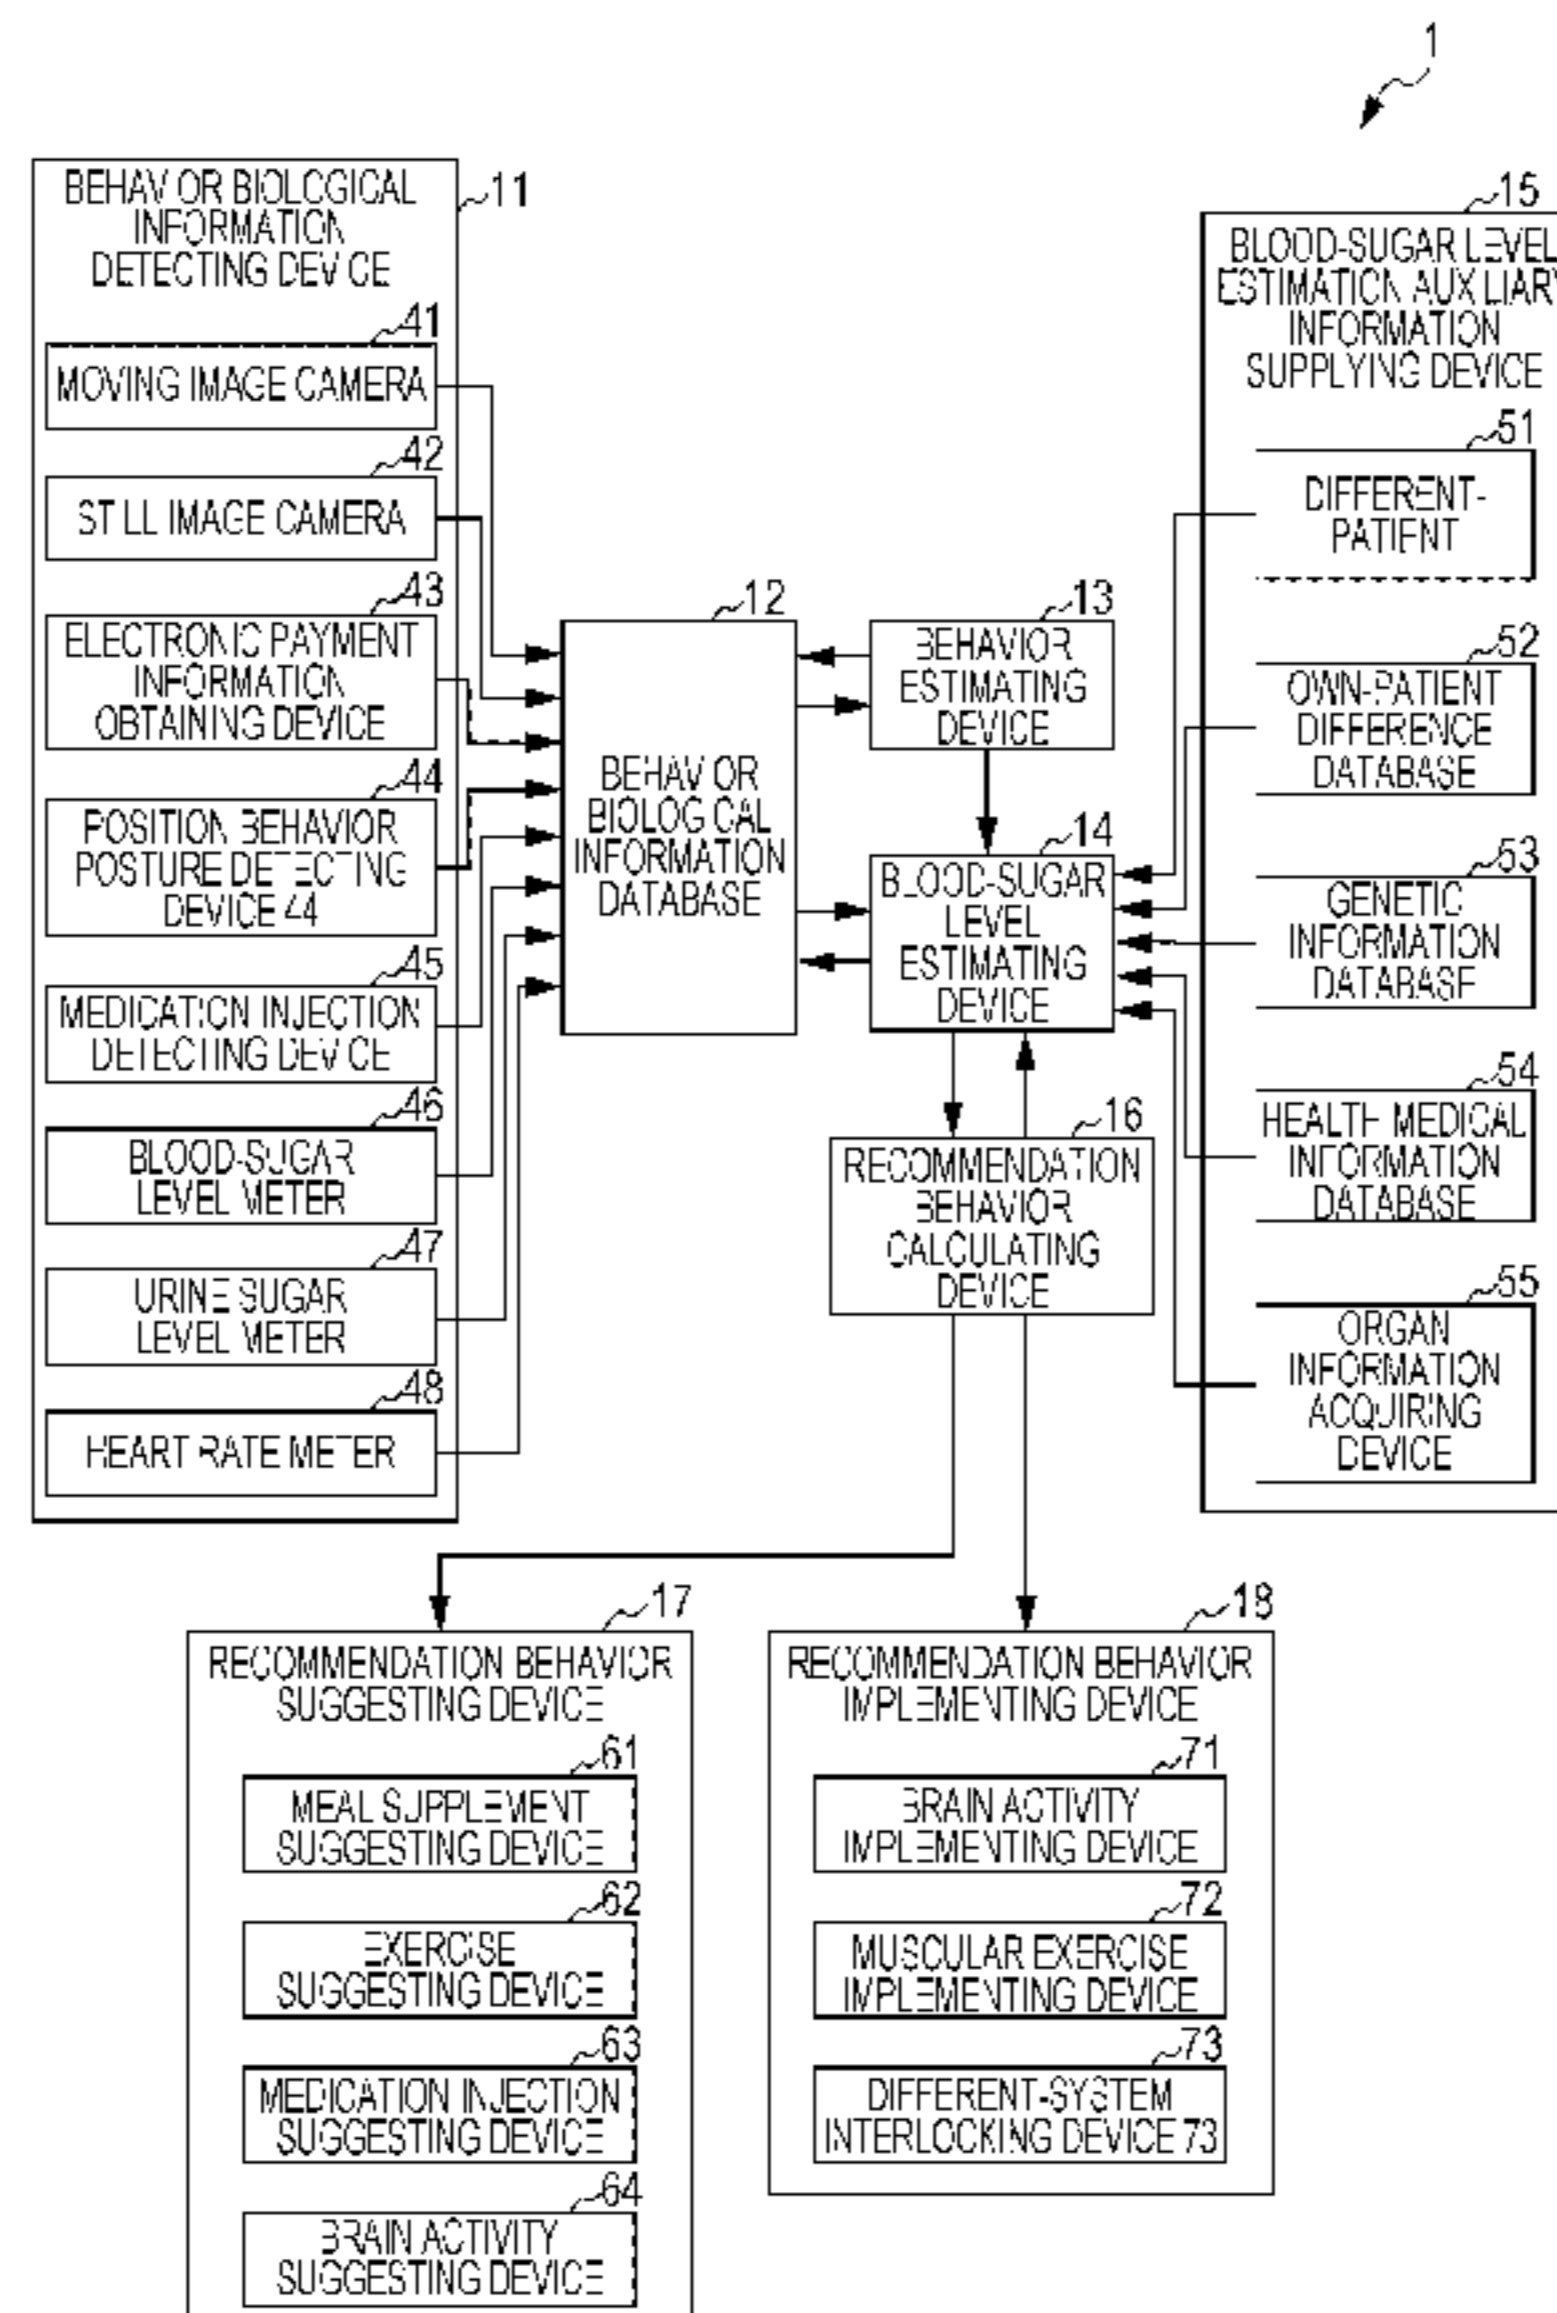 1
11
BEHAVIOR BIOLOGICAL
INFORMATION
DETECTING DEVICE
41
MOVING IMAGE CAMERA
42
STILL IMAGE CAMERA
43
ELECTRONIC PAYMENT
INFORMATION
OBTAINING DEVICE
44
POSITION BEHAVIOR
POSTURE DETECTING
DEVICE 44
45
MEDICATION INJECTION
DETECTING DEVICE
46
BLOOD-SUGAR
LEVEL METER
47
URINE SUGAR
LEVEL METER
48
HEART RATE METER
12
BEHAVIOR
BIOLOGICAL
INFORMATION
DATABASE
13
BEHAVIOR
ESTIMATING
DEVICE
14
BLOOD-SUGAR
LEVEL
ESTIMATING
DEVICE
15
BLOOD-SUGAR LEVEL
ESTIMATION AUXILIARY
INFORMATION
SUPPLYING DEVICE
51
DIFFERENT-
PATIENT
52
OWN-PATIENT
DIFFERENCE
DATABASE
53
GENETIC
INFORMATION
DATABASE
54
HEALTH MEDICAL
INFORMATION
DATABASE
55
ORGAN
INFORMATION
ACQUIRING
DEVICE
16
RECOMMENDATION
BEHAVIOR
CALCULATING
DEVICE
17
RECOMMENDATION BEHAVIOR
SUGGESTING DEVICE
61
MEAL SUPPLEMENT
SUGGESTING DEVICE
62
EXERCISE
SUGGESTING DEVICE
63
MEDICATION INJECTION
SUGGESTING DEVICE
64
BRAIN ACTIVITY
SUGGESTING DEVICE
18
RECOMMENDATION BEHAVIOR
IMPLEMENTING DEVICE
71
BRAIN ACTIVITY
IMPLEMENTING DEVICE
72
MUSCULAR EXERCISE
IMPLEMENTING DEVICE
73
DIFFERENT-SYSTEM
INTERLOCKING DEVICE 73